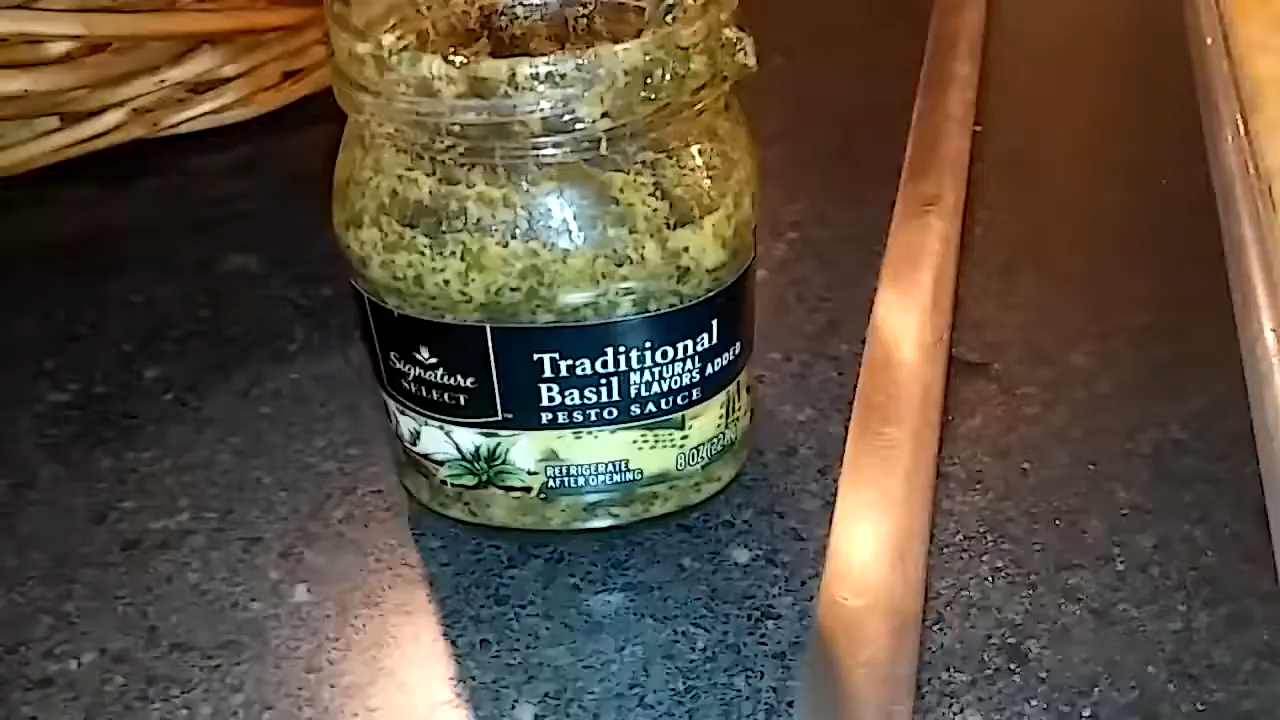 Signature
SELECT
Traditional
Basil NATURAL FLAVORS ADDED
PESTO SAUCE
REFRIGERATE
AFTER OPENING
8 OZ